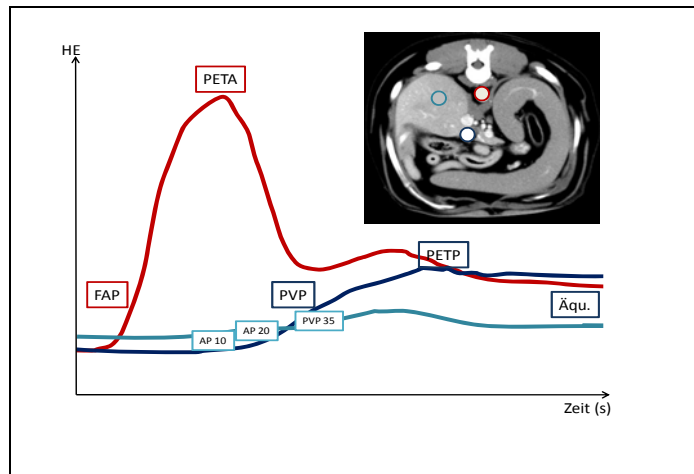 HE
PETA
PETP
FAP
PVP
Äqu.
AP 10
AP 20
PVP 35
Zeit (s)